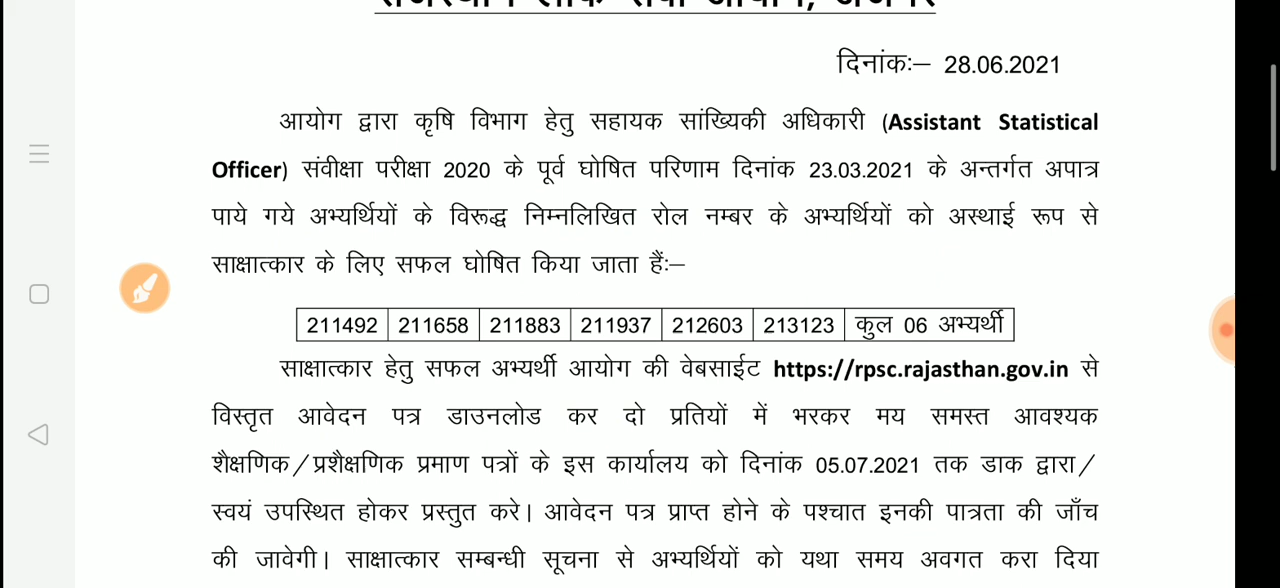 राजस्थान लोक सेवा आयोग, अजमेर
दिनांकः– 28.06.2021
आयोग द्वारा कृषि विभाग हेतु सहायक सांख्यिकी अधिकारी (Assistant Statistical
Officer) संवीक्षा परीक्षा 2020 के पूर्व घोषित परिणाम दिनांक 23.03.2021 के अन्तर्गत अपात्र
पाये गये अभ्यर्थियों के विरूद्ध निम्नलिखित रोल नम्बर के अभ्यर्थियों को अस्थाई रूप से
साक्षात्कार के लिए सफल घोषित किया जाता हैंः–
211492 211658 211883 211937 212603 213123 कुल 06 अभ्यर्थी
साक्षात्कार हेतु सफल अभ्यर्थी आयोग की वेबसाईट https://rpsc.rajasthan.gov.in से
विस्तृत आवेदन पत्र डाउनलोड कर दो प्रतियों में भरकर मय समस्त आवश्यक
शैक्षणिक/प्रशैक्षणिक प्रमाण पत्रों के इस कार्यालय को दिनांक 05.07.2021 तक डाक द्वारा/
स्वयं उपस्थित होकर प्रस्तुत करे। आवेदन पत्र प्राप्त होने के पश्चात इनकी पात्रता की जाँच
की जावेगी। साक्षात्कार सम्बन्धी सूचना से अभ्यर्थियों को यथा समय अवगत करा दिया